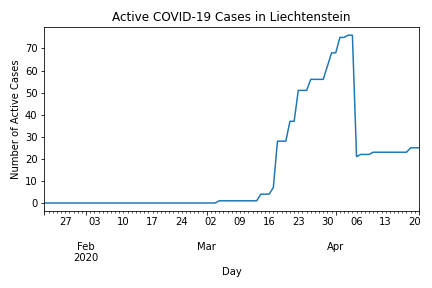 Active COVID-19 Cases in Liechtenstein
Number of Active Cases
70
60
50
40
30
20
10
0
27 03 10 17 24 02 09 16 23 30 06 13 20
Feb Mar Apr
2020
Day